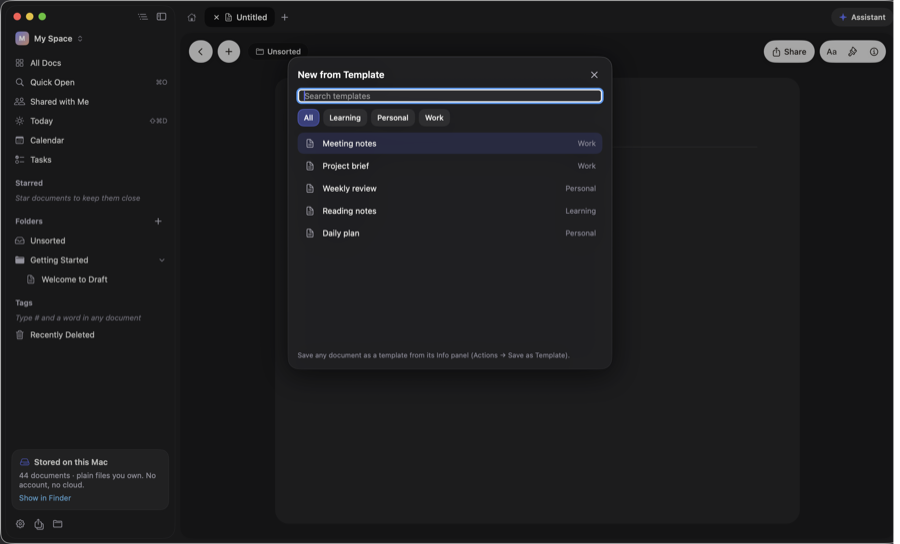 Untitled
Assistant
M My Space
All Docs
Quick Open ⌘O
Shared with Me
Today ⇧⌘D
Calendar
Tasks
Starred
Star documents to keep them close
Folders
Unsorted
Getting Started
Welcome to Draft
Tags
Type # and a word in any document
Recently Deleted
Stored on this Mac
44 documents · plain files you own. No
account, no cloud.
Show in Finder
Unsorted
Share
Aa
New from Template
Search templates
All Learning Personal Work
Meeting notes Work
Project brief Work
Weekly review Personal
Reading notes Learning
Daily plan Personal
Save any document as a template from its Info panel (Actions → Save as Template).